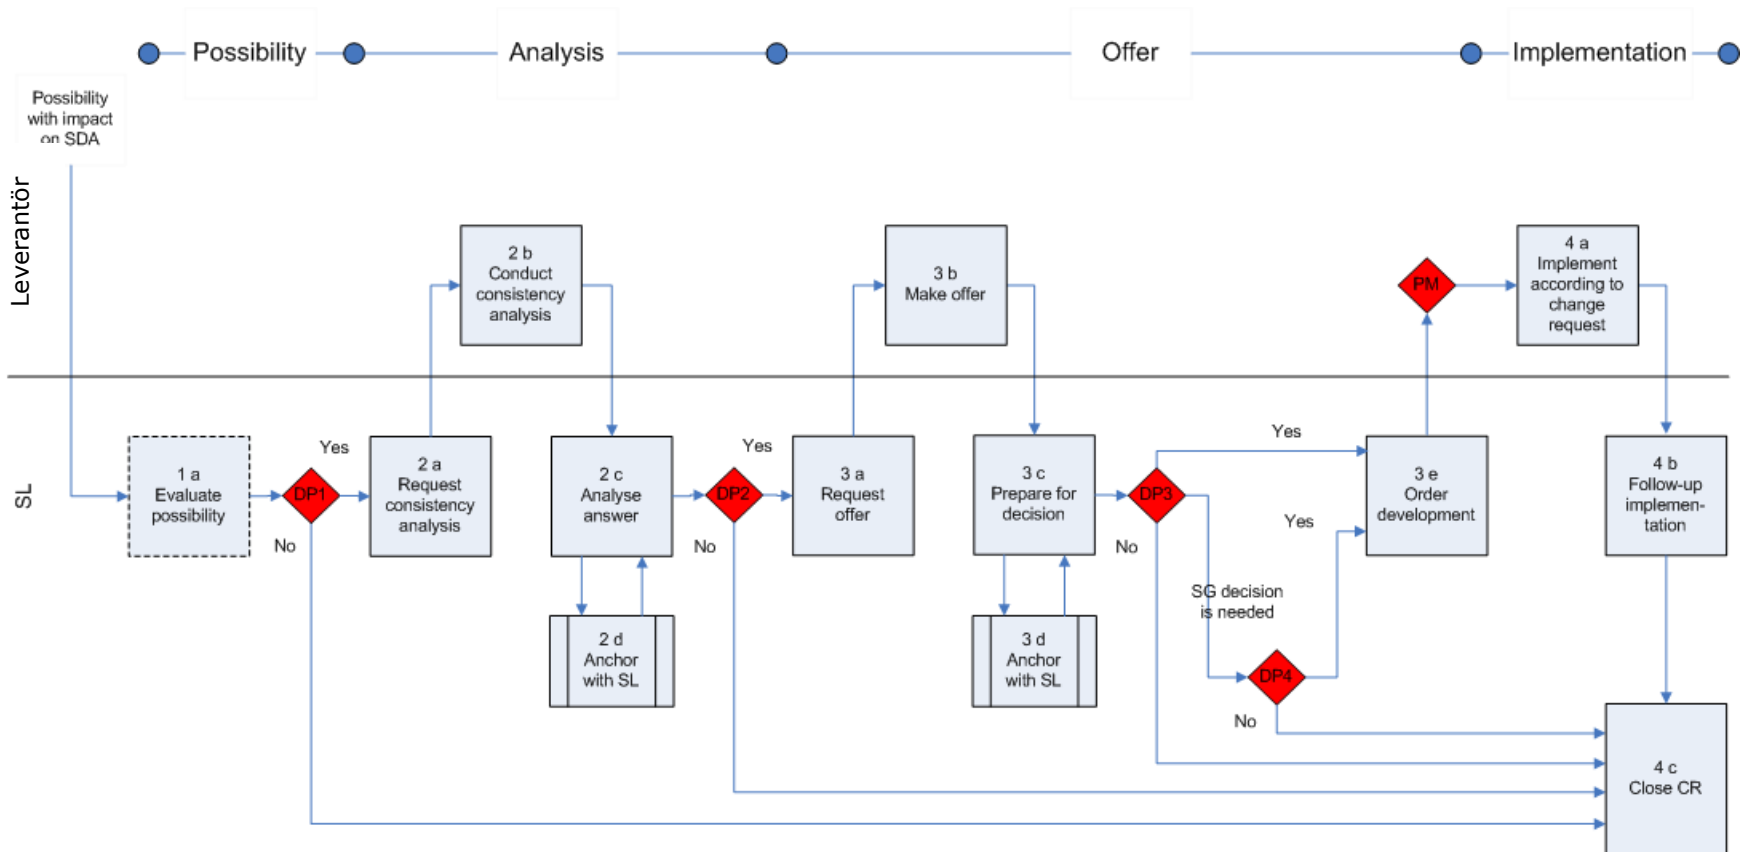 Possibility
Analysis
Offer
Implementation
Possibility
with impact
on SDA
Leverantör
2 b
Conduct
consistency
analysis
3 b
Make offer
PM
4 a
Implement
according to
change
request
SL
1 a
Evaluate
possibility
DP1
Yes
No
2 a
Request
consistency
analysis
2 c
Analyse
answer
DP2
Yes
No
3 a
Request
offer
3 c
Prepare for
decision
DP3
Yes
No
Yes
3 e
Order
development
4 b
Follow-up
implemen-
tation
SG decision
is needed
2 d
Anchor
with SL
3 d
Anchor
with SL
DP4
No
4 c
Close CR